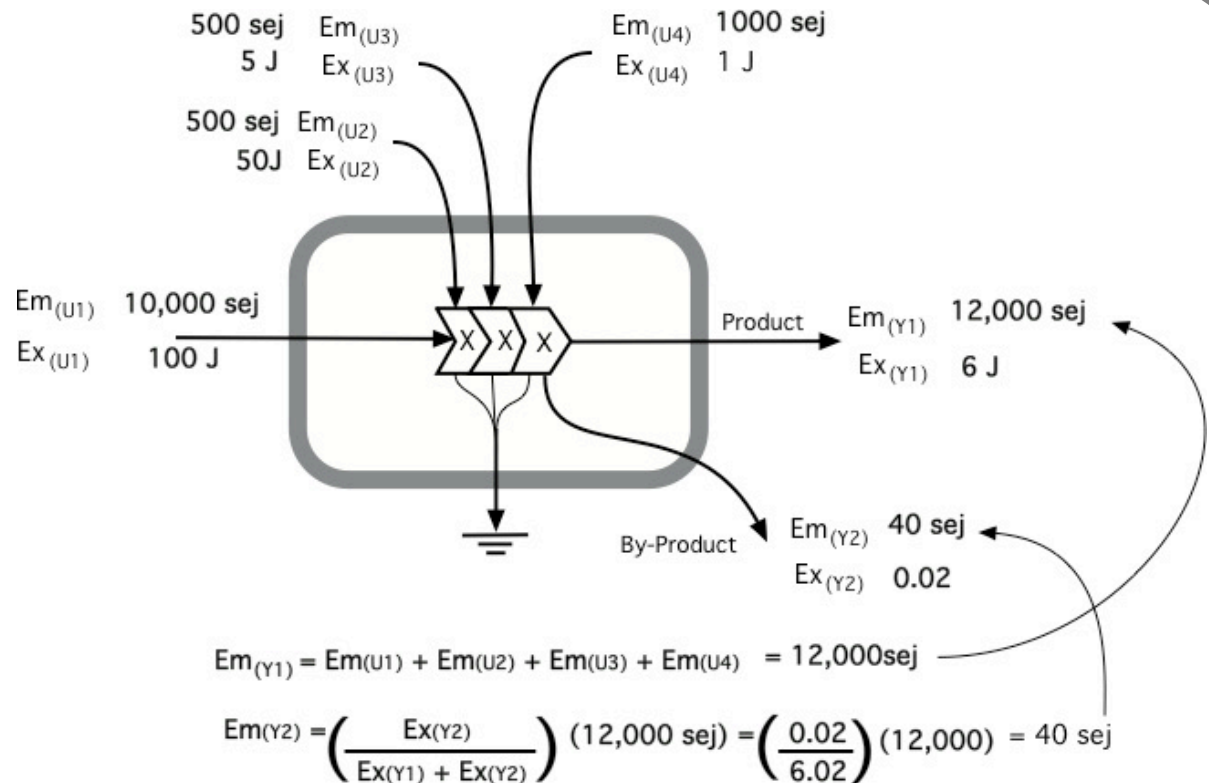 500 sej Em(U3)
5 J Ex(U3)
Em(U4) 1000 sej
Ex(U4) 1 J
500 sej Em(U2)
50J Ex(U2)
Em(U1) 10,000 sej
Ex(U1) 100 J
X X X
Product
Em(Y1) 12,000 sej
Ex(Y1) 6 J
By-Product
Em(Y2) 40 sej
Ex(Y2) 0.02
Em(Y1) = Em(U1) + Em(U2) + Em(U3) + Em(U4) = 12,000sej
Em(Y2) = (Ex(Y2) / Ex(Y1) + Ex(Y2)) (12,000 sej) = (0.02 / 6.02) (12,000) = 40 sej